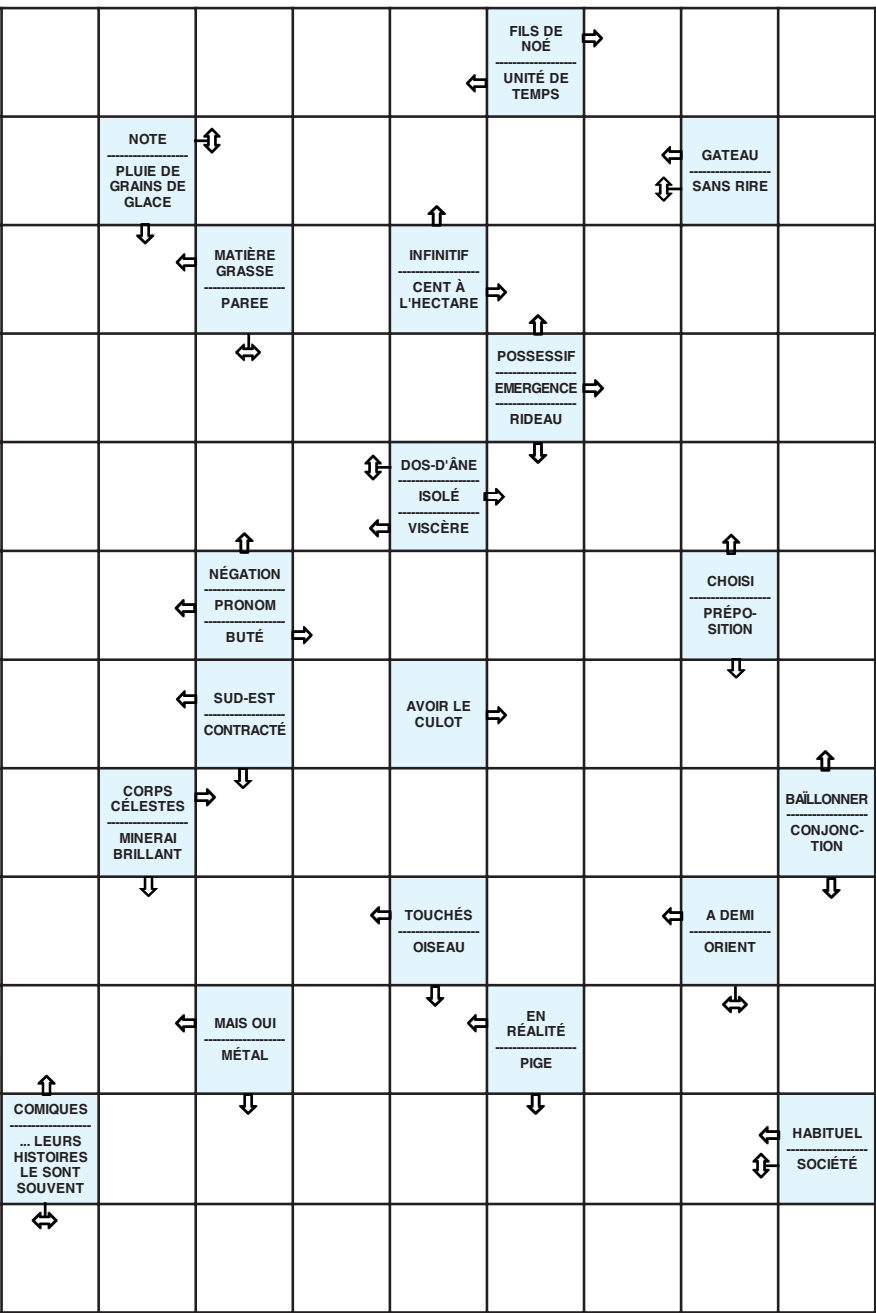 FILS DE
NOÉ
UNITÉ DE
TEMPS
NOTE
PLUIE DE
GRAINS DE
GLACE
GATEAU
SANS RIRE
MATIÈRE
GRASSE
PAREE
INFINITIF
CENT À
L'HECTARE
POSSESSIF
EMERGENCE
RIDEAU
DOS-D'ÂNE
ISOLÉ
VISCÈRE
NÉGATION
PRONOM
BUTÉ
CHOISI
PRÉPO-
SITION
SUD-EST
CONTRACTÉ
AVOIR LE
CULOT
CORPS
CÉLESTES
MINERAI
BRILLANT
BAÏLLONNER
CONJONC-
TION
TOUCHÉS
OISEAU
A DEMI
ORIENT
MAIS OUI
MÉTAL
EN
RÉALITÉ
PIGE
COMIQUES
... LEURS
HISTOIRES
LE SONT
SOUVENT
HABITUEL
SOCIÉTÉ